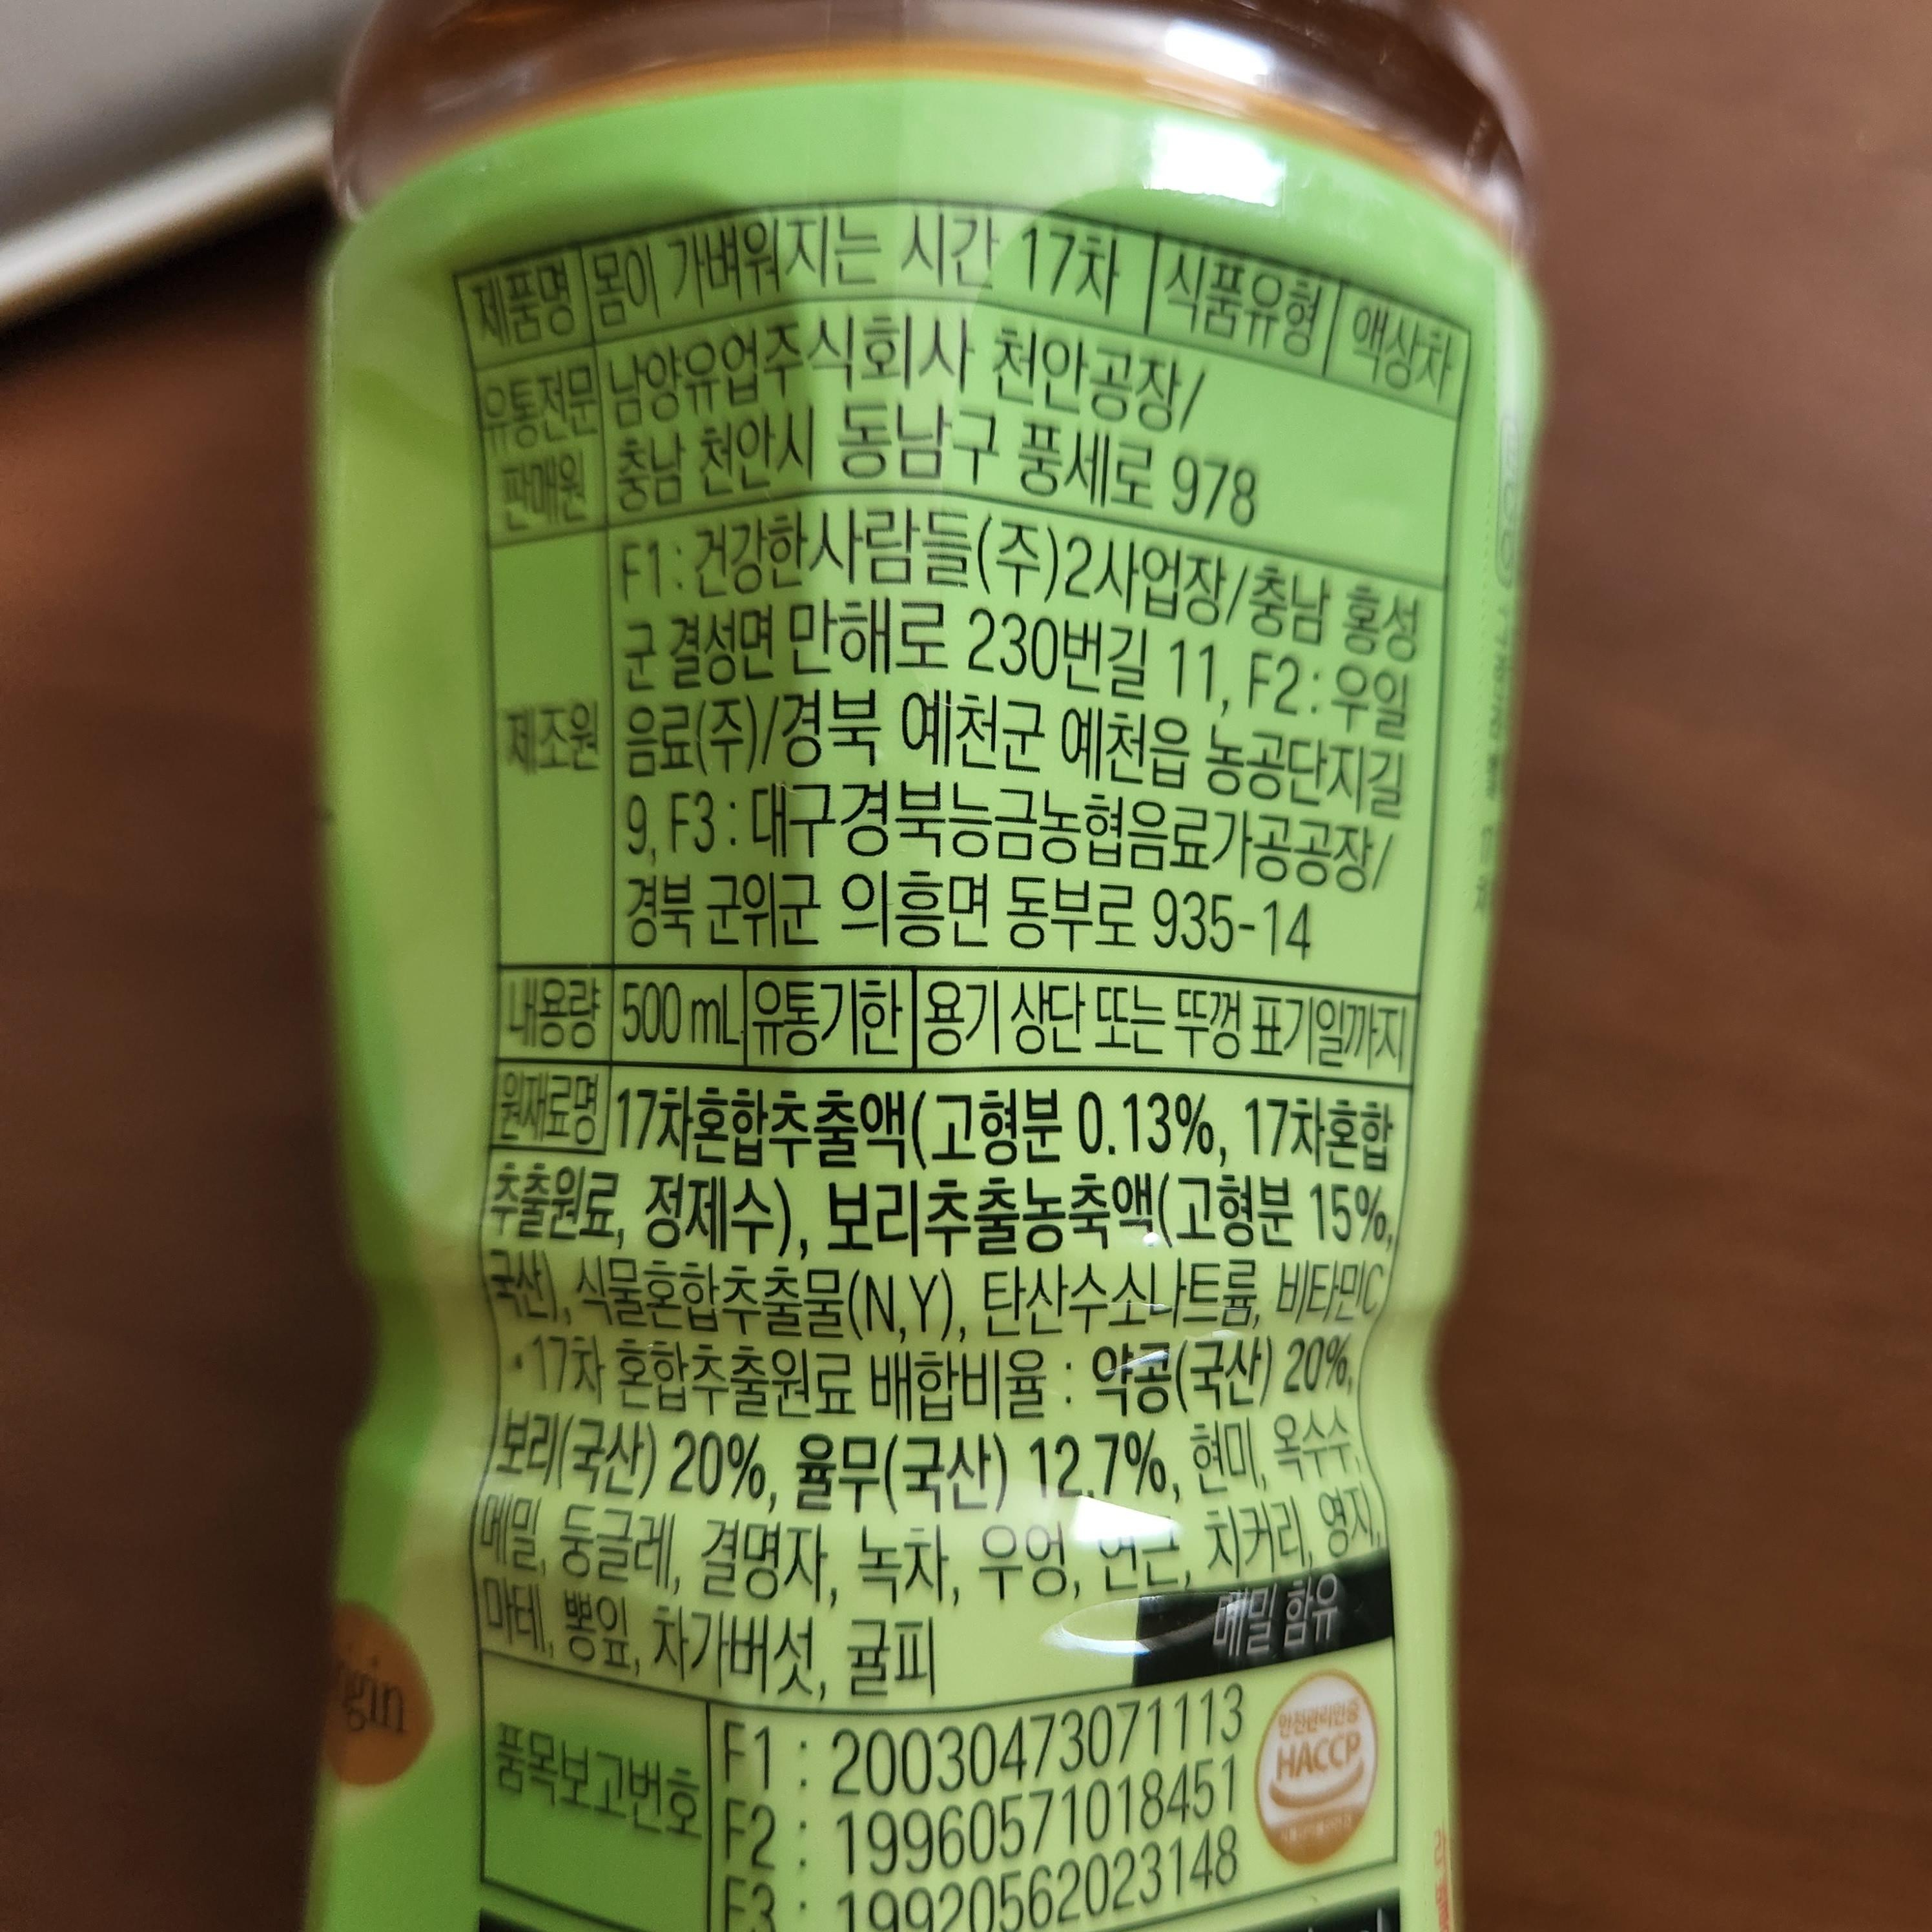 제품명 몸이 가벼워지는 시간 17차 식품유형 액상차
유통전문 남양유업주식회사 천안공장/
판매원 충남 천안시 동남구 풍세로 978
F1 : 건강한사람들(주)2사업장/충남 홍성
군 결성면 만해로 230번길 11, F2 : 우일
제조원 음료(주)/경북 예천군 예천읍 농공단지길
9, F3 : 대구경북능금농협음료가공공장/
경북 군위군 의흥면 동부로 935-14
내용량 500 mL 유통기한 용기 상단 또는 뚜껑 표기일까지
원재료명 17차혼합추출액(고형분 0.13%, 17차혼합
추출원료, 정제수), 보리추출농축액(고형분 15%,
국산), 식물혼합추출물(N,Y), 탄산수소나트륨, 비타민C
·17차 혼합추출원료 배합비율 : 약콩(국산) 20%,
보리(국산) 20%, 율무(국산) 12.7%, 현미, 옥수수,
메밀, 둥글레, 결명자, 녹차, 우엉, 연근, 치커리, 영지,
마테, 뽕잎, 차가버섯, 귤피
메밀 함유
품목보고번호
F1 : 20030473071113
F2 : 19960571018451
F3 : 19920562023148
안전관리인증
HACCP
gin